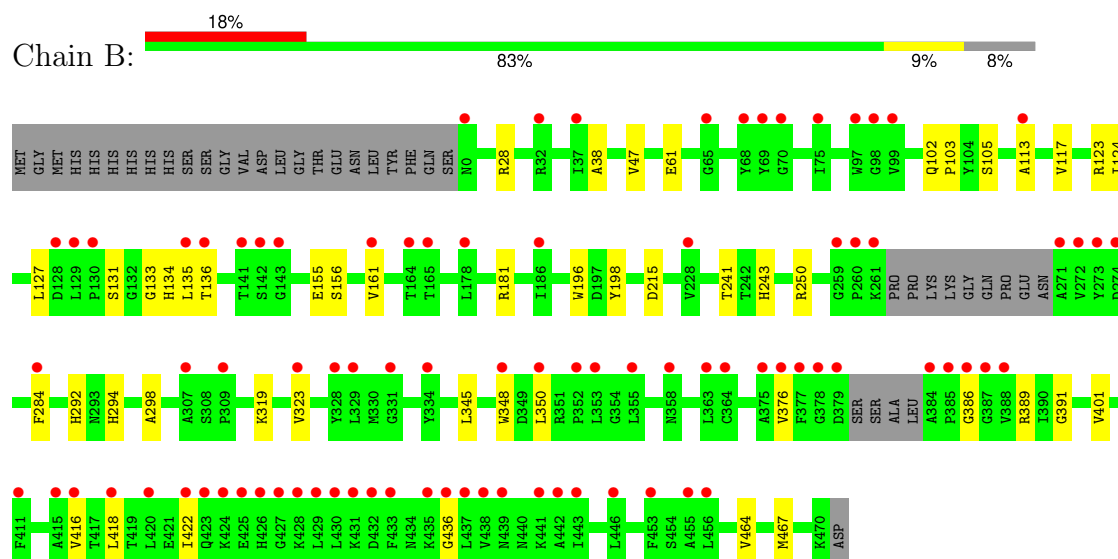 18%
Chain B:
83% 9% 8%
MET GLY MET HIS HIS HIS HIS HIS HIS SER SER GLY VAL ASP LEU GLY THR GLU ASN LEU TYR PHE GLN SER N0 R28 R32 I37 A38 V47 E61 G65 Y68 Y69 G70 I75 W97 G98 V99 Q102 P103 Y104 S105 A113 V117 R123
L127 D128 L129 P130 S131 G132 G133 H134 L135 T136 T141 S142 G143 E155 S156 V161 T164 T165 L178 R181 I186 W196 D197 Y198 D215 V228 T241 T242 H243 R250 G259 P260 K261 PRO PRO LYS LYS GLY GLN PRO GLU ASN A271 V272 Y273
F284 H292 N293 H294 A298 A307 S308 P309 K319 V323 Y328 L329 M330 G331 Y334 L345 W348 D349 L350 R351 P352 L353 G354 L355 N358 L363 C364 A375 V376 F377 G378 D379 SER SER ALA LEU A384 P385 G386 G387 V388 R389 I390 G391 V401
F411 A415 V416 T417 L418 T419 L420 E421 I422 Q423 K424 E425 H426 G427 K428 L429 L430 K431 D432 F433 N434 K435 G436 L437 V438 N439 N440 K441 A442 I443 L446 F453 S454 A455 L456 V464 M467 K470 ASP